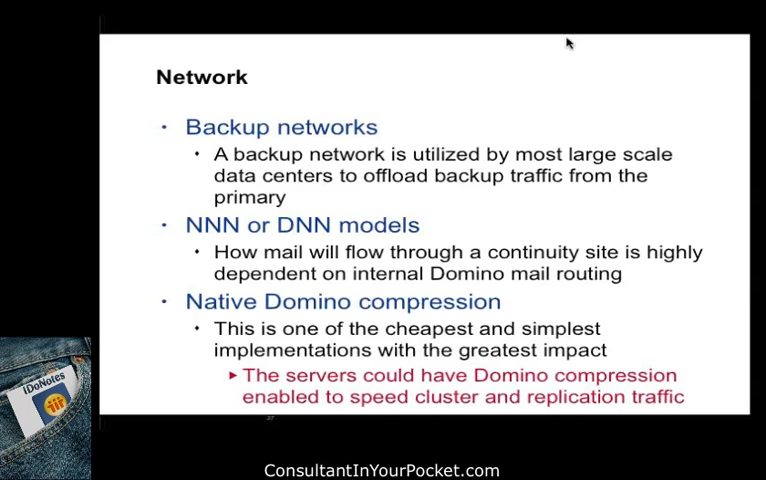 Network
• Backup networks
• A backup network is utilized by most large scale
data centers to offload backup traffic from the
primary
• NNN or DNN models
• How mail will flow through a continuity site is highly
dependent on internal Domino mail routing
• Native Domino compression
• This is one of the cheapest and simplest
implementations with the greatest impact
▸ The servers could have Domino compression
enabled to speed cluster and replication traffic
iDoNotes
ConsultantInYourPocket.com